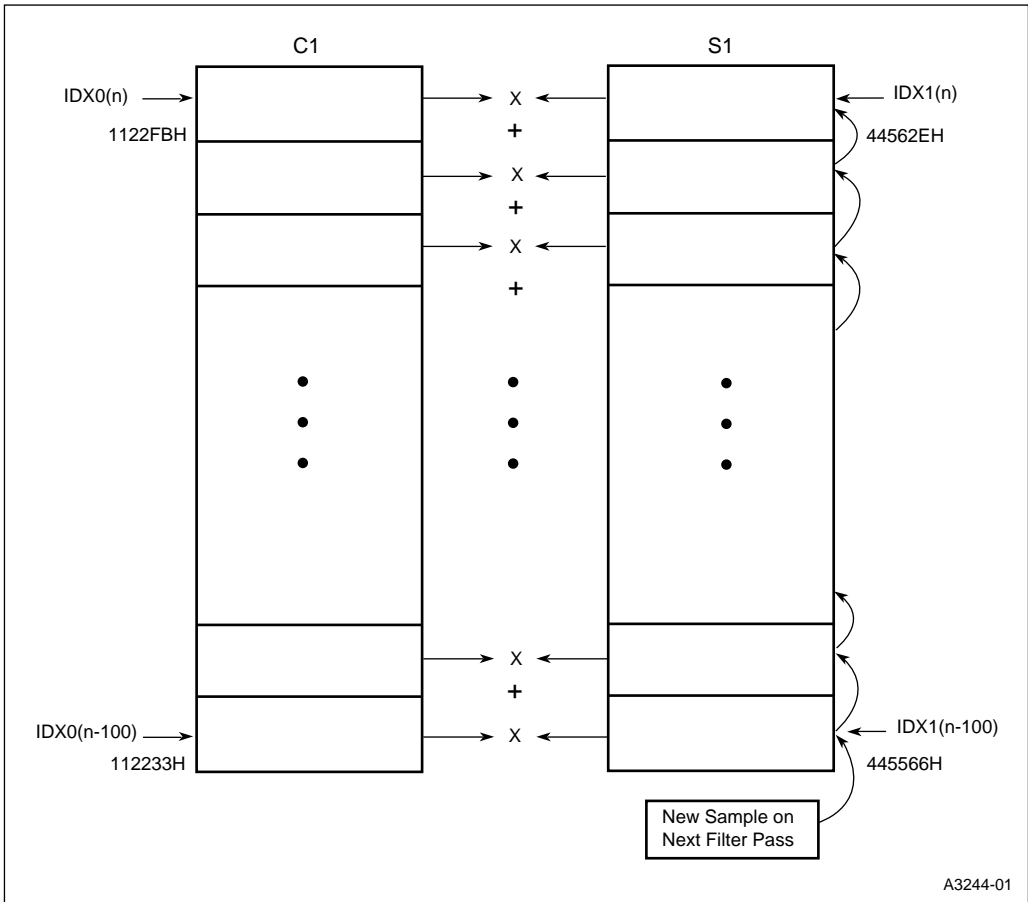 C1
S1
IDX0(n)
X
IDX1(n)
1122FBH
+
44562EH
X
+
X
+
X
+
IDX0(n-100)
X
IDX1(n-100)
112233H
445566H
New Sample on
Next Filter Pass
A3244-01